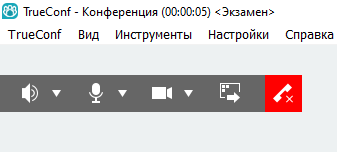 TrueConf - Конференция (00:00:05) <Экзамен>
TrueConf Вид Инструменты Настройки Справка